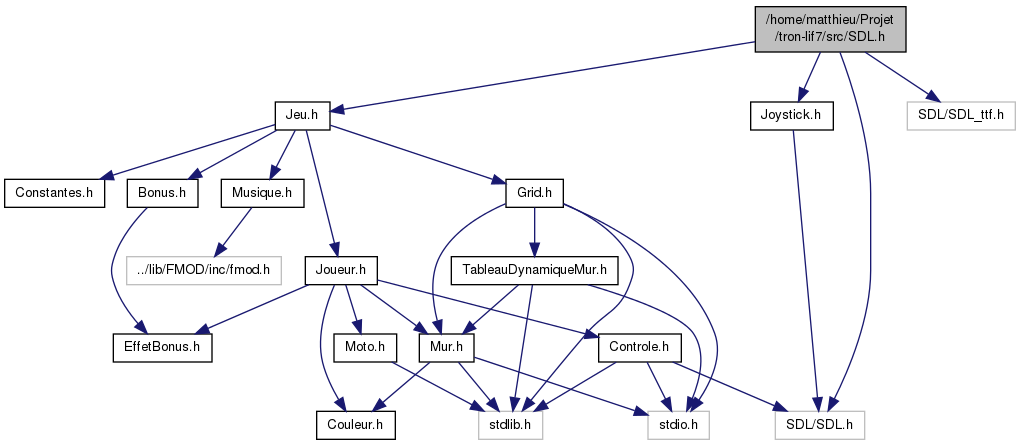 /home/matthieu/Projet
/tron-lif7/src/SDL.h
Jeu.h
Joystick.h
SDL/SDL_ttf.h
Constantes.h
Bonus.h
Musique.h
Grid.h
../lib/FMOD/inc/fmod.h
Joueur.h
TableauDynamiqueMur.h
EffetBonus.h
Moto.h
Mur.h
Controle.h
Couleur.h
stdlib.h
stdio.h
SDL/SDL.h